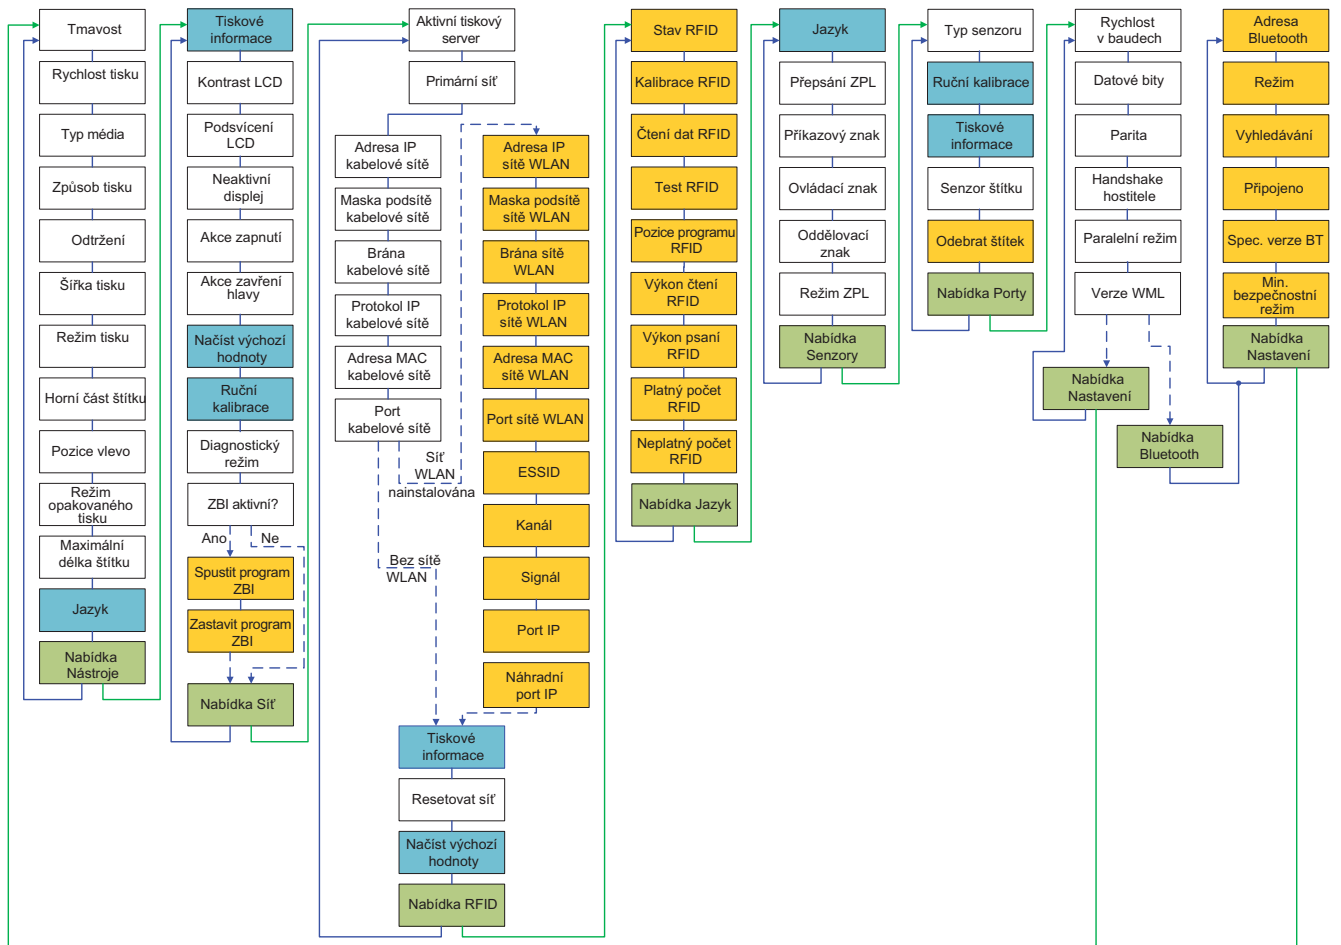 Tmavost
Rychlost tisku
Typ média
Způsob tisku
Odtržení
Šířka tisku
Režim tisku
Horní část štítku
Pozice vlevo
Režim
opakovaného
tisku
Maximální
délka štítku
Jazyk
Nabídka
Nástroje
Tiskové
informace
Kontrast LCD
Podsvícení
LCD
Neaktivní
displej
Akce zapnutí
Akce zavření
hlavy
Načíst výchozí
hodnoty
Ruční
kalibrace
Diagnostický
režim
ZBI aktivní?
Ano
Ne
Spustit program
ZBI
Zastavit program
ZBI
Nabídka Síť
Aktivní tiskový
server
Primární síť
Adresa IP
kabelové sítě
Maska podsítě
kabelové sítě
Brána
kabelové sítě
Protokol IP
kabelové sítě
Adresa MAC
kabelové sítě
Port
kabelové sítě
Síť
WLAN
nainstalována
Bez sítě
WLAN
Adresa IP
sítě WLAN
Maska podsítě
sítě WLAN
Brána sítě
WLAN
Protokol IP
sítě WLAN
Adresa MAC
sítě WLAN
Port sítě WLAN
ESSID
Kanál
Signál
Port IP
Náhradní
port IP
Tiskové
informace
Resetovat síť
Načíst výchozí
hodnoty
Nabídka RFID
Stav RFID
Kalibrace RFID
Čtení dat RFID
Test RFID
Pozice programu
RFID
Výkon čtení
RFID
Výkon psaní
RFID
Platný počet
RFID
Neplatný počet
RFID
Nabídka Jazyk
Jazyk
Přepsání ZPL
Příkazový znak
Ovládací znak
Oddělovací
znak
Režim ZPL
Nabídka
Senzory
Typ senzoru
Ruční kalibrace
Tiskové
informace
Senzor štítku
Odebrat štítek
Nabídka Porty
Rychlost
v baudech
Datové bity
Parita
Handshake
hostitele
Paralelní režim
Verze WML
Nabídka
Nastavení
Nabídka
Bluetooth
Adresa
Bluetooth
Režim
Vyhledávání
Připojeno
Spec. verze BT
Min.
bezpečnostní
režim
Nabídka
Nastavení